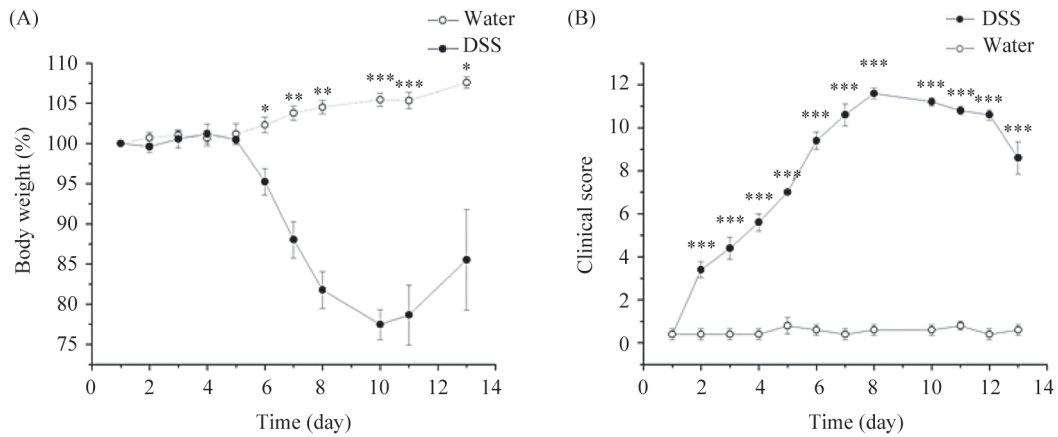 (A)
Water
DSS
110
105
100
95
90
85
80
75
Body weight (%)
* ** ** *** *** *
0 2 4 6 8 10 12 14
Time (day)
(B)
DSS
Water
12
10
8
6
4
2
0
Clinical score
*** *** *** *** *** *** *** *** *** *** ***
0 2 4 6 8 10 12 14
Time (day)